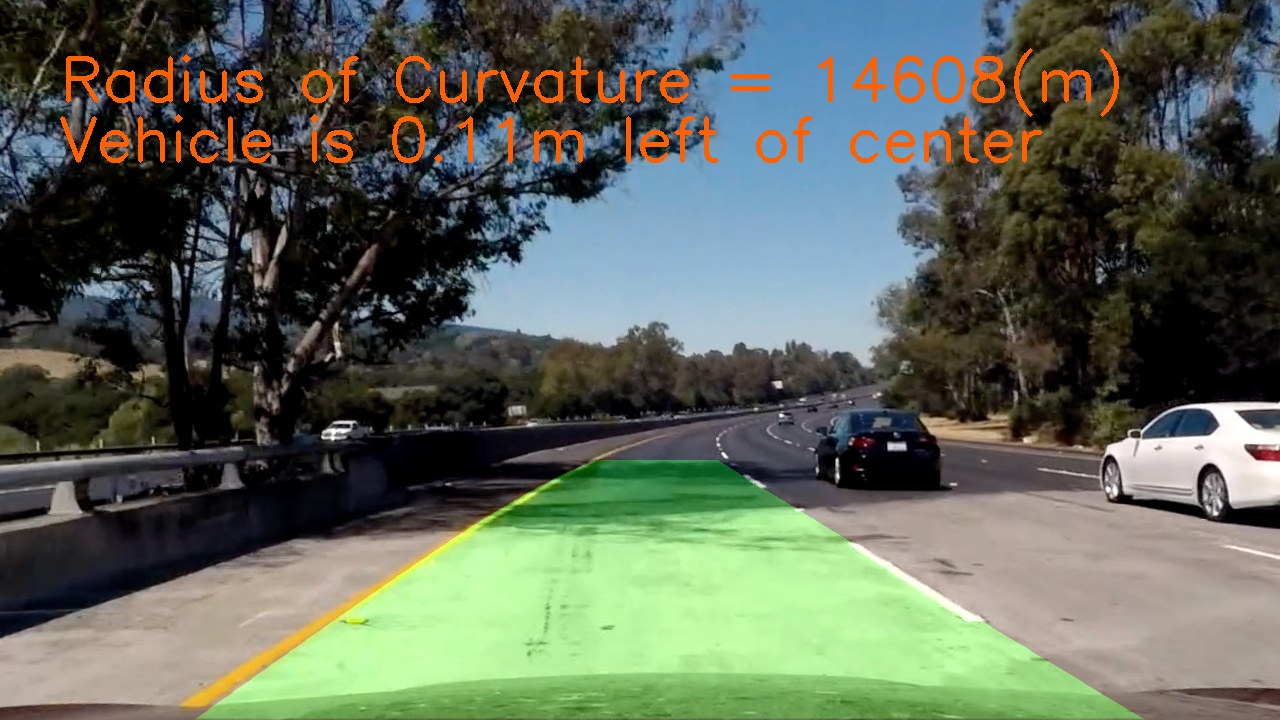 Radius of Curvature = 14608(m)
Vehicle is 0.11m left of center